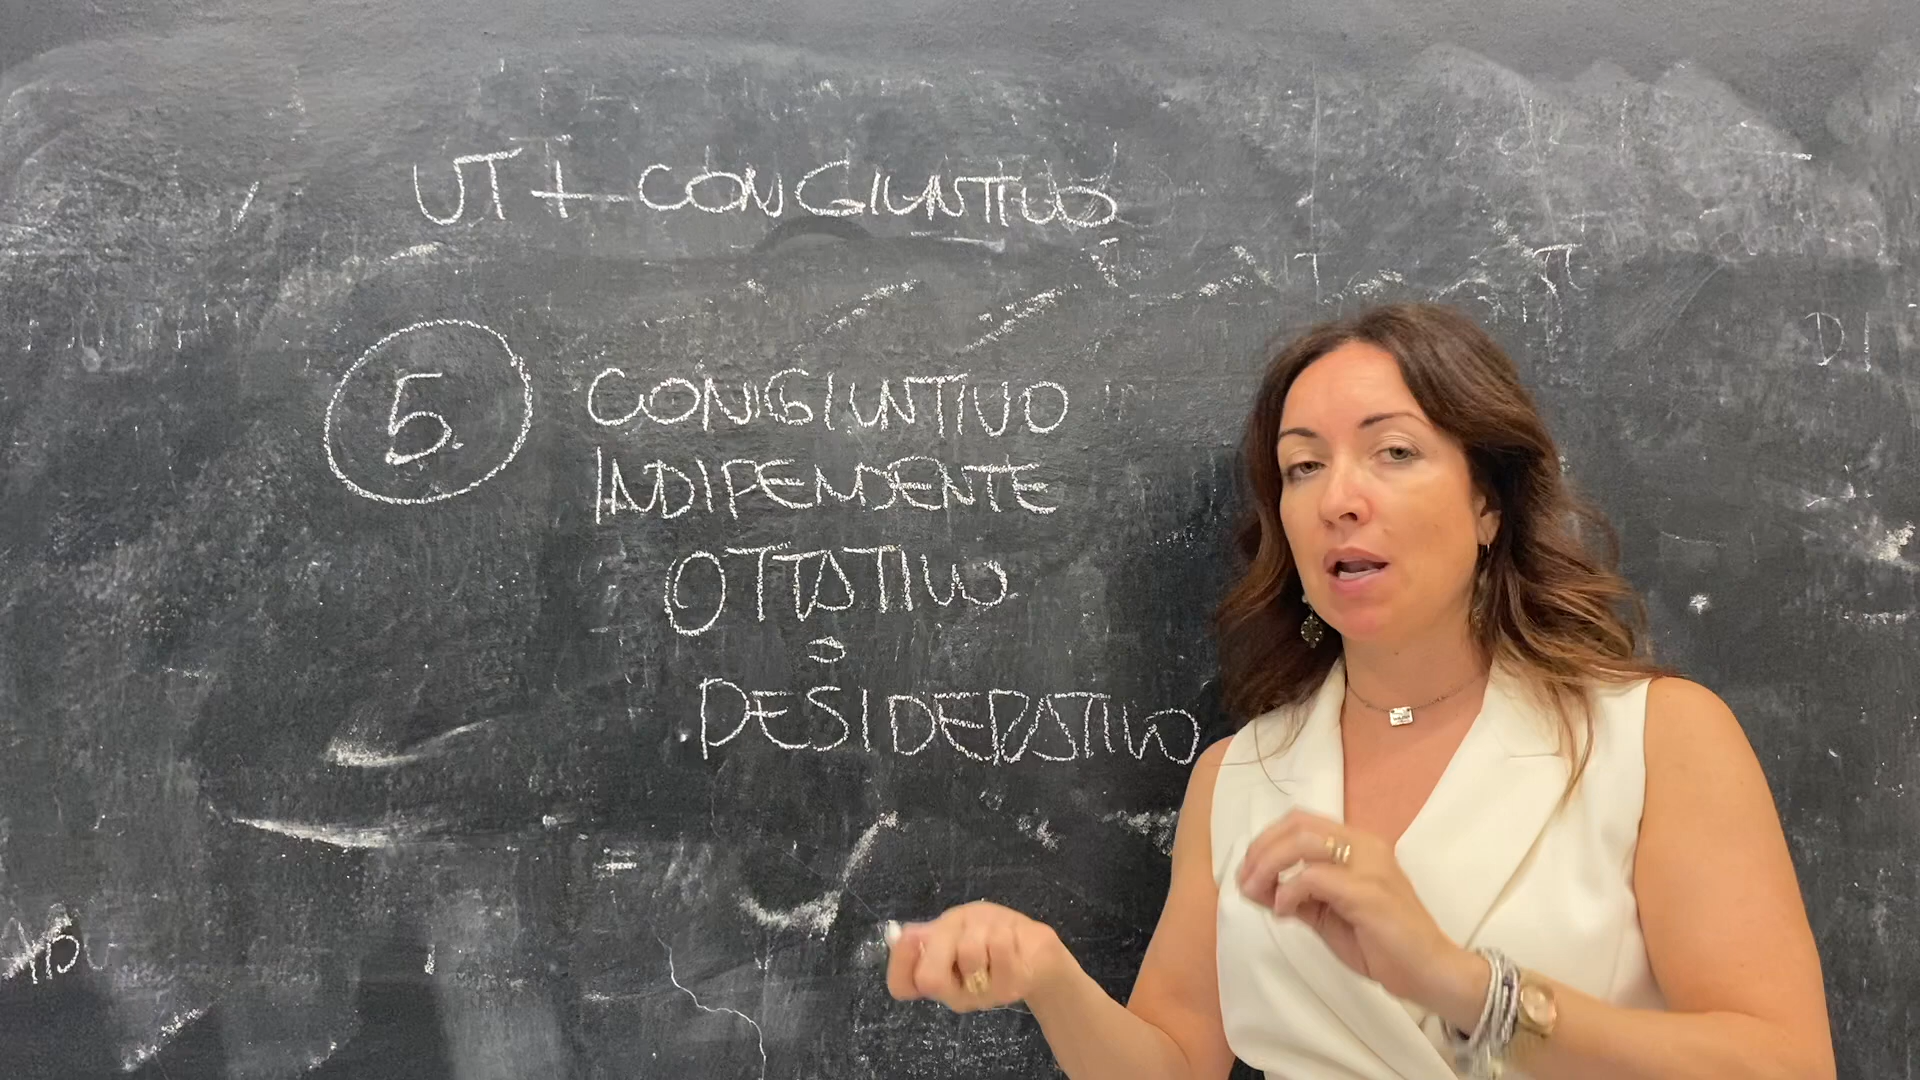 UT + CONGIUNTIVO
5.
CONGIUNTIVO
INDIPENDENTE
OTTATIVO
=
DESIDERATIVO